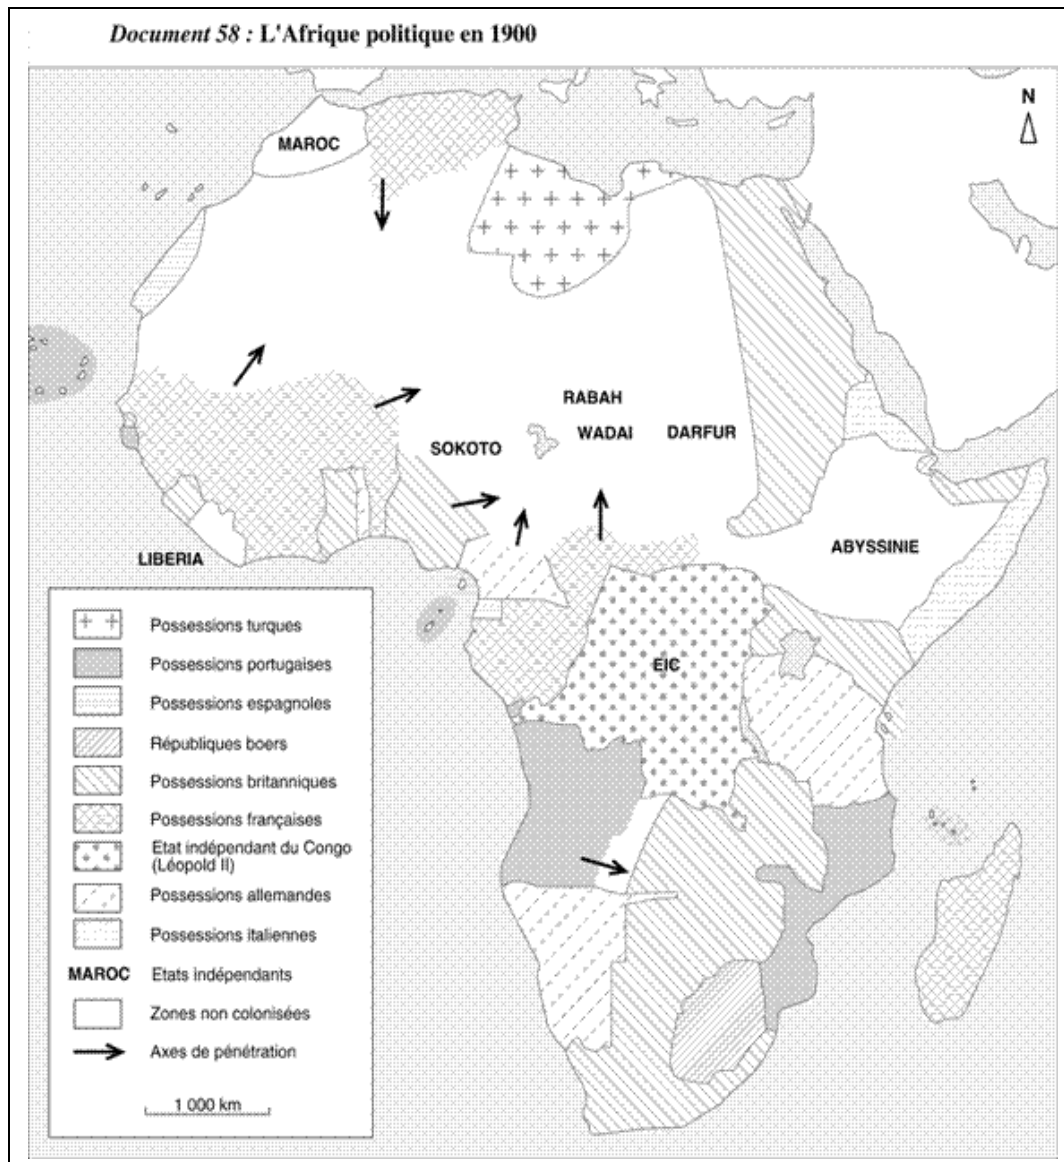 Document 58 : L'Afrique politique en 1900
N
MAROC
RABAH
WADAI
DARFUR
SOKOTO
ABYSSINIE
LIBERIA
EIC
Possessions turques
Possessions portugaises
Possessions espagnoles
Républiques boers
Possessions britanniques
Possessions françaises
Etat indépendant du Congo
(Léopold II)
Possessions allemandes
Possessions italiennes
MAROC Etats indépendants
Zones non colonisées
Axes de pénétration
1 000 km